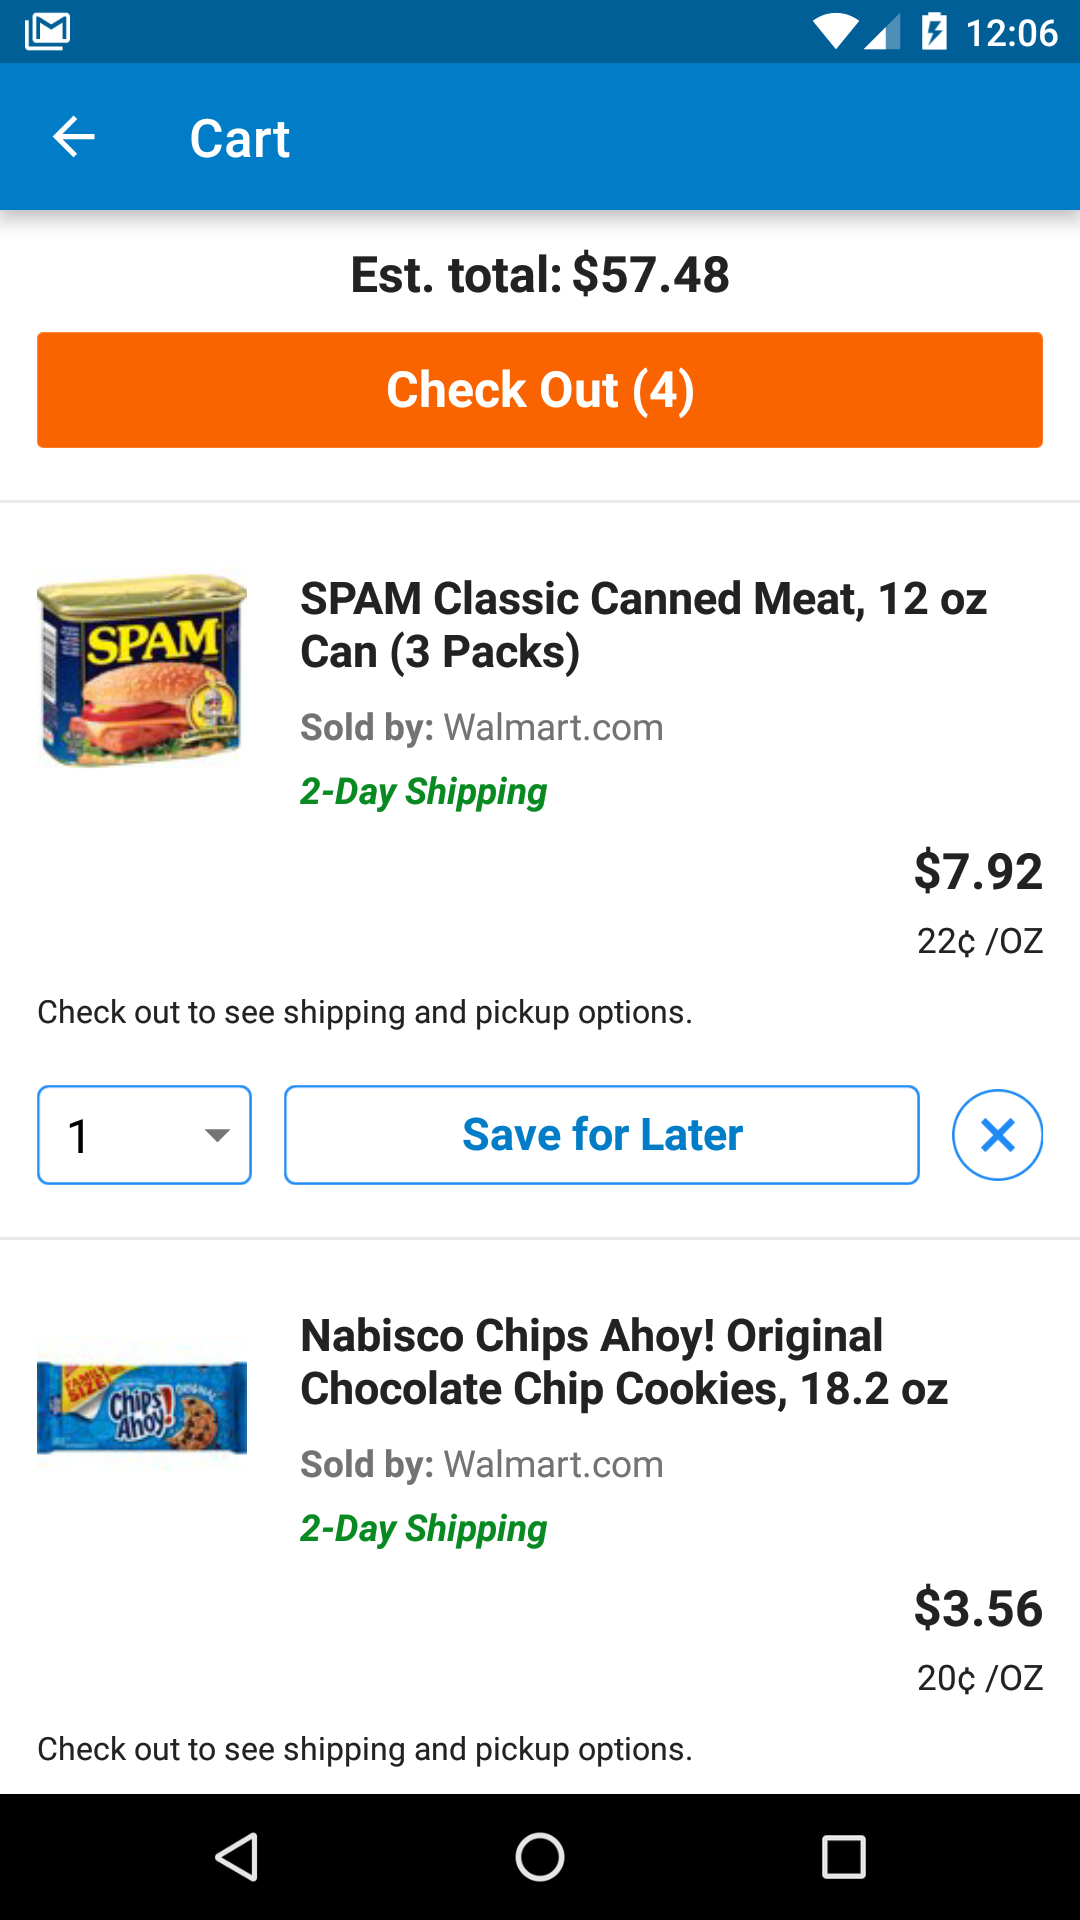 12:06
Cart
Est. total: $57.48
Check Out (4)
SPAM
SPAM Classic Canned Meat, 12 oz
Can (3 Packs)
Sold by: Walmart.com
2-Day Shipping
$7.92
22¢ /OZ
Check out to see shipping and pickup options.
1
Save for Later
FAMILY
SIZE!
Chips
Ahoy!
ORIGINAL
Nabisco Chips Ahoy! Original
Chocolate Chip Cookies, 18.2 oz
Sold by: Walmart.com
2-Day Shipping
$3.56
20¢ /OZ
Check out to see shipping and pickup options.